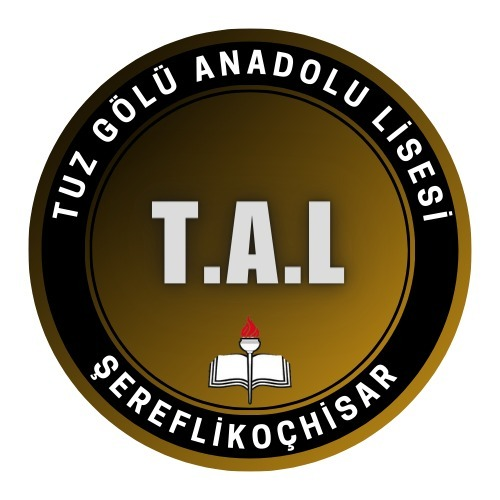 TUZ GÖLÜ ANADOLU LİSESİ
T.A.L
ŞEREFLİKOÇHİSAR